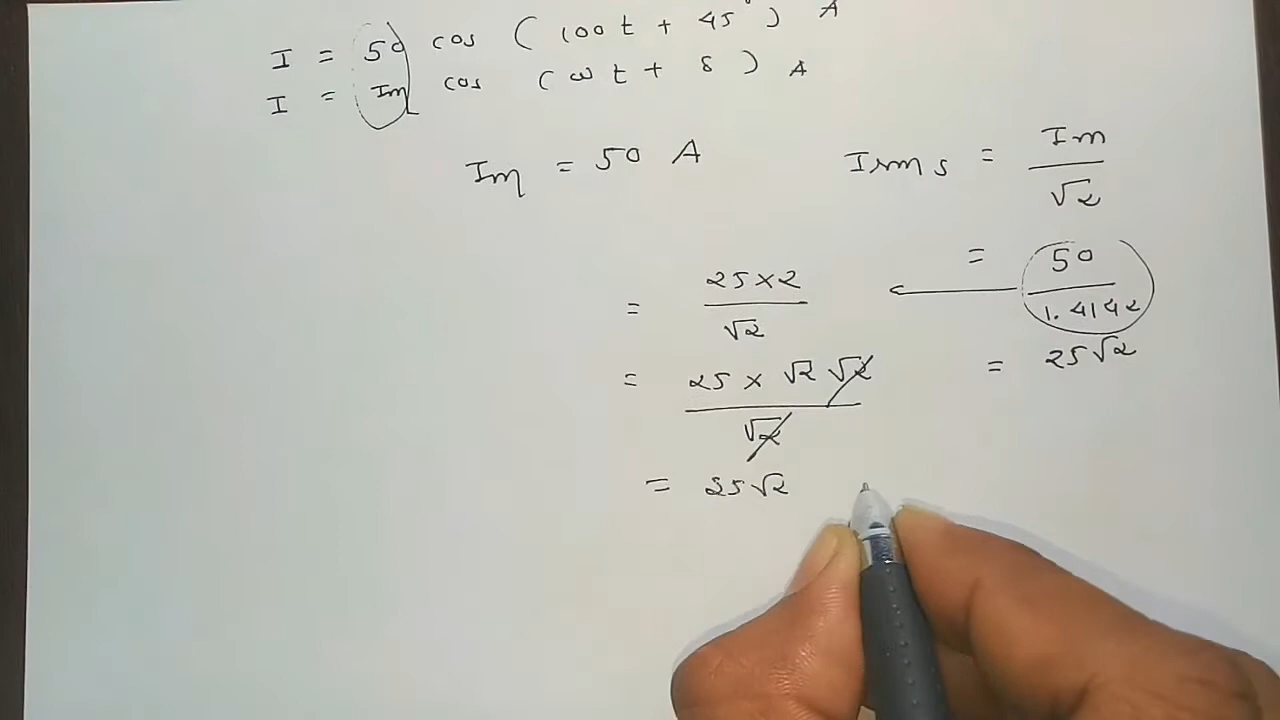 I = 50 cos (100t + 45°) A
I = Im cos (ωt + δ) A
Im = 50 A
Irms = Im / √2
= 50 / 1.4142
= 25√2
= 25×2 / √2
= 25 × √2 √2 / √2
= 25√2